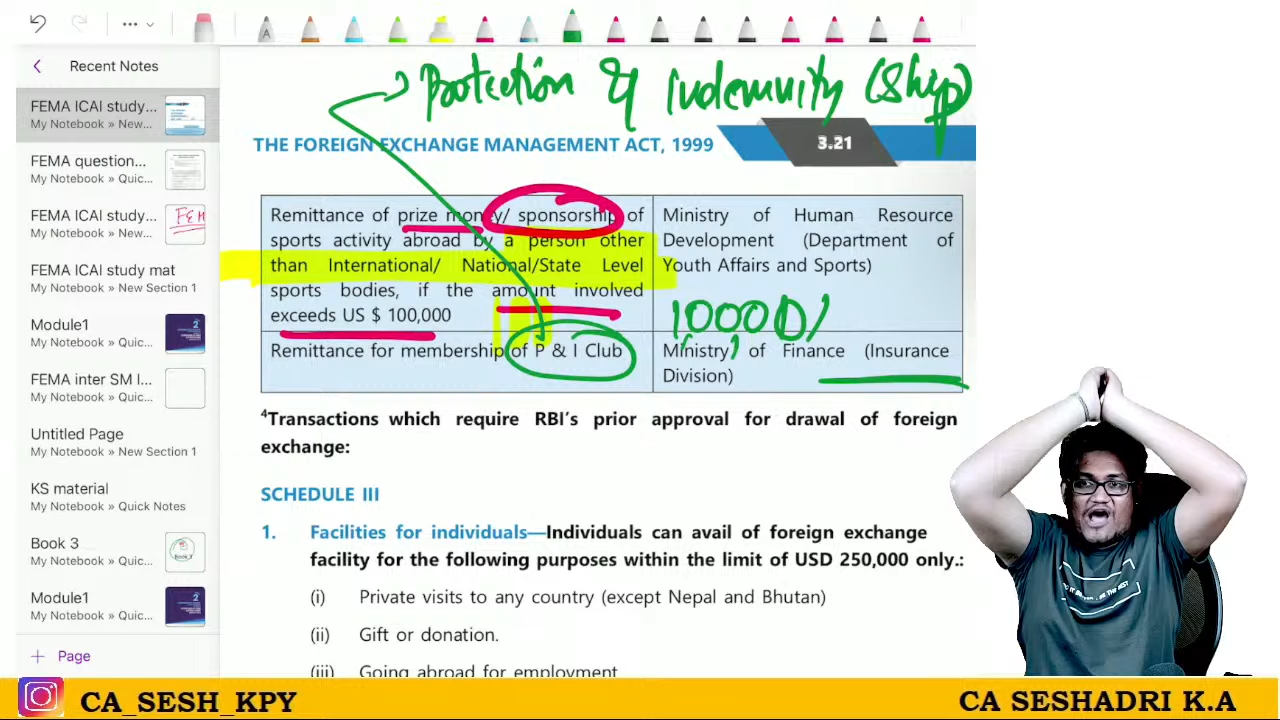 Recent Notes
FEMA ICAI study...
My Notebook » New...
FEMA question...
My Notebook » Quic...
FEMA ICAI study...
My Notebook » New...
FEM
FEMA ICAI study mat
My Notebook » New Section 1
Module1
My Notebook » Quic...
FEMA inter SM I...
My Notebook » Quic...
Untitled Page
My Notebook » New Section 1
KS material
My Notebook » Quick Notes
Book 3
My Notebook » Quic...
Module1
My Notebook » Quic...
+ Page
Protection & Indemnity (Ship)
THE FOREIGN EXCHANGE MANAGEMENT ACT, 1999
3.21
Remittance of prize money/ sponsorship of
sports activity abroad by a person other
than International/ National/State Level
sports bodies, if the amount involved
exceeds US $ 100,000
Ministry of Human Resource
Development (Department of
Youth Affairs and Sports)
Remittance for membership of P & I Club
Ministry of Finance (Insurance
Division)
4Transactions which require RBI's prior approval for drawal of foreign
exchange:
SCHEDULE III
1. Facilities for individuals—Individuals can avail of foreign exchange
facility for the following purposes within the limit of USD 250,000 only.:
(i) Private visits to any country (except Nepal and Bhutan)
(ii) Gift or donation.
(iii) Going abroad for employment
CA_SESH_KPY
CA SESHADRI K.A